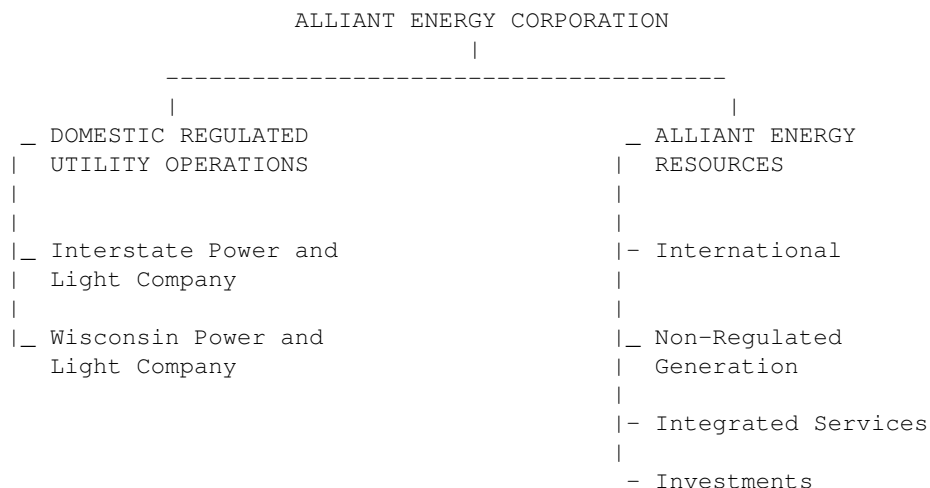 ALLIANT ENERGY CORPORATION
DOMESTIC REGULATED
UTILITY OPERATIONS
Interstate Power and
Light Company
Wisconsin Power and
Light Company
ALLIANT ENERGY
RESOURCES
International
Non-Regulated
Generation
Integrated Services
Investments